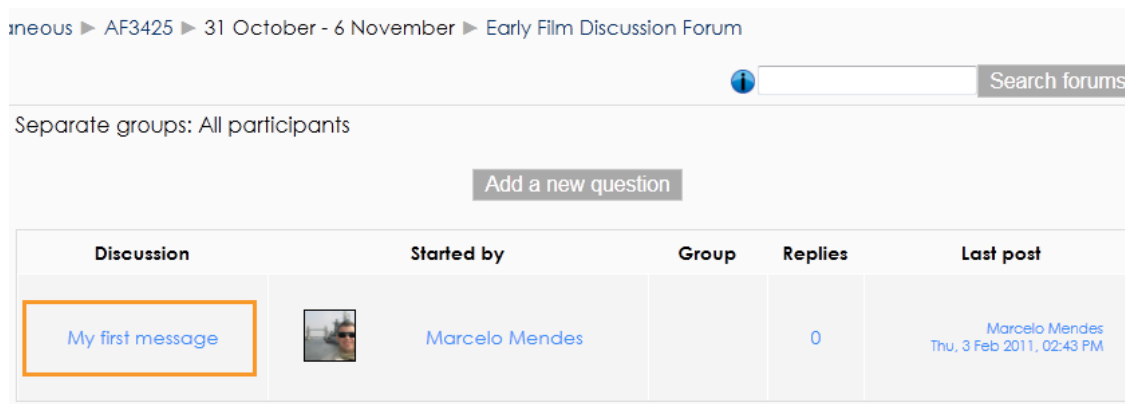 aneous ► AF3425 ► 31 October - 6 November ► Early Film Discussion Forum
Search forums
Separate groups: All participants
Add a new question
Discussion Started by Group Replies Last post
My first message Marcelo Mendes 0 Marcelo Mendes
Thu, 3 Feb 2011, 02:43 PM